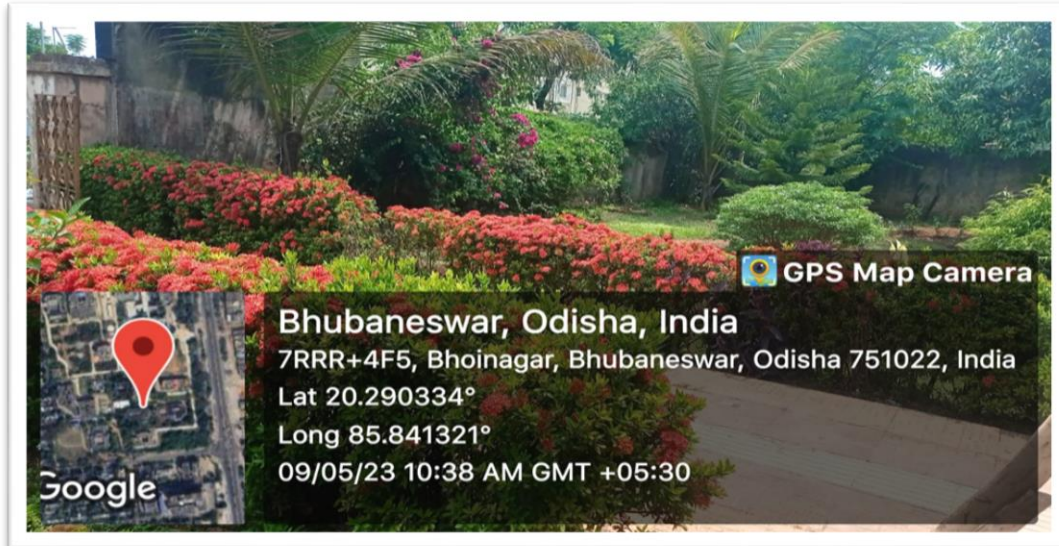 GPS Map Camera
Bhubaneswar, Odisha, India
7RRR+4F5, Bhoinagar, Bhubaneswar, Odisha 751022, India
Lat 20.290334°
Long 85.841321°
09/05/23 10:38 AM GMT +05:30
Google